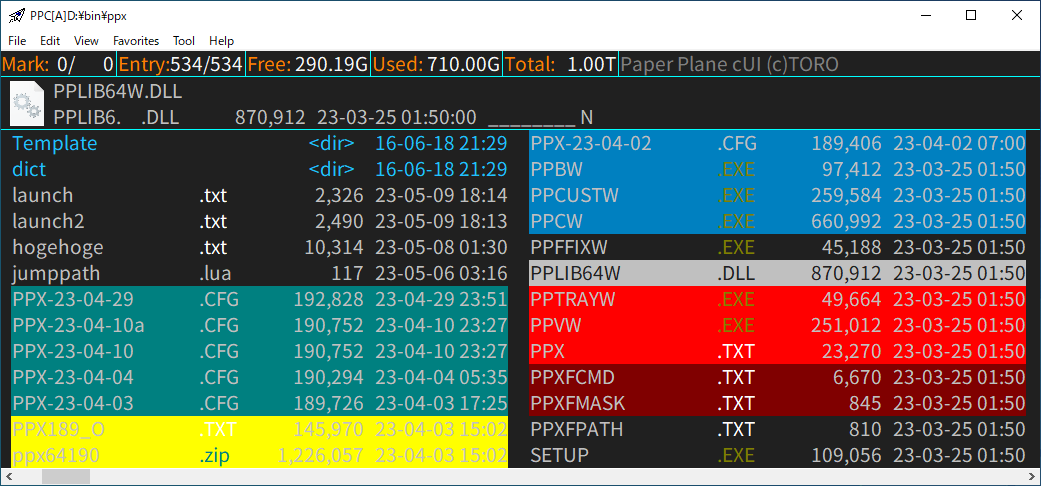 PPC[A]D:¥bin¥ppx
File Edit View Favorites Tool Help
Mark: 0/ 0 Entry:534/534 Free: 290.19G Used: 710.00G Total: 1.00T Paper Plane cUI (c)TORO
PPLIB64W.DLL
PPLIB6. .DLL 870,912 23-03-25 01:50:00 ________ N
Template <dir> 16-06-18 21:29
dict <dir> 16-06-18 21:29
launch .txt 2,326 23-05-09 18:14
launch2 .txt 2,490 23-05-09 18:13
hogehoge .txt 10,314 23-05-08 01:30
jumppath .lua 117 23-05-06 03:16
PPX-23-04-29 .CFG 192,828 23-04-29 23:51
PPX-23-04-10a .CFG 190,752 23-04-10 23:27
PPX-23-04-10 .CFG 190,752 23-04-10 23:27
PPX-23-04-04 .CFG 190,294 23-04-04 05:35
PPX-23-04-03 .CFG 189,726 23-04-03 17:25
PPX189_O .TXT 145,970 23-04-03 15:02
ppx64190 .zip 1,226,057 23-04-03 15:02
PPX-23-04-02 .CFG 189,406 23-04-02 07:00
PPBW .EXE 97,412 23-03-25 01:50
PPCUSTW .EXE 259,584 23-03-25 01:50
PPCW .EXE 660,992 23-03-25 01:50
PPFFIXW .EXE 45,188 23-03-25 01:50
PPLIB64W .DLL 870,912 23-03-25 01:50
PPTRAYW .EXE 49,664 23-03-25 01:50
PPVW .EXE 251,012 23-03-25 01:50
PPX .TXT 23,270 23-03-25 01:50
PPXFCMD .TXT 6,670 23-03-25 01:50
PPXFMASK .TXT 845 23-03-25 01:50
PPXFPATH .TXT 810 23-03-25 01:50
SETUP .EXE 109,056 23-03-25 01:50